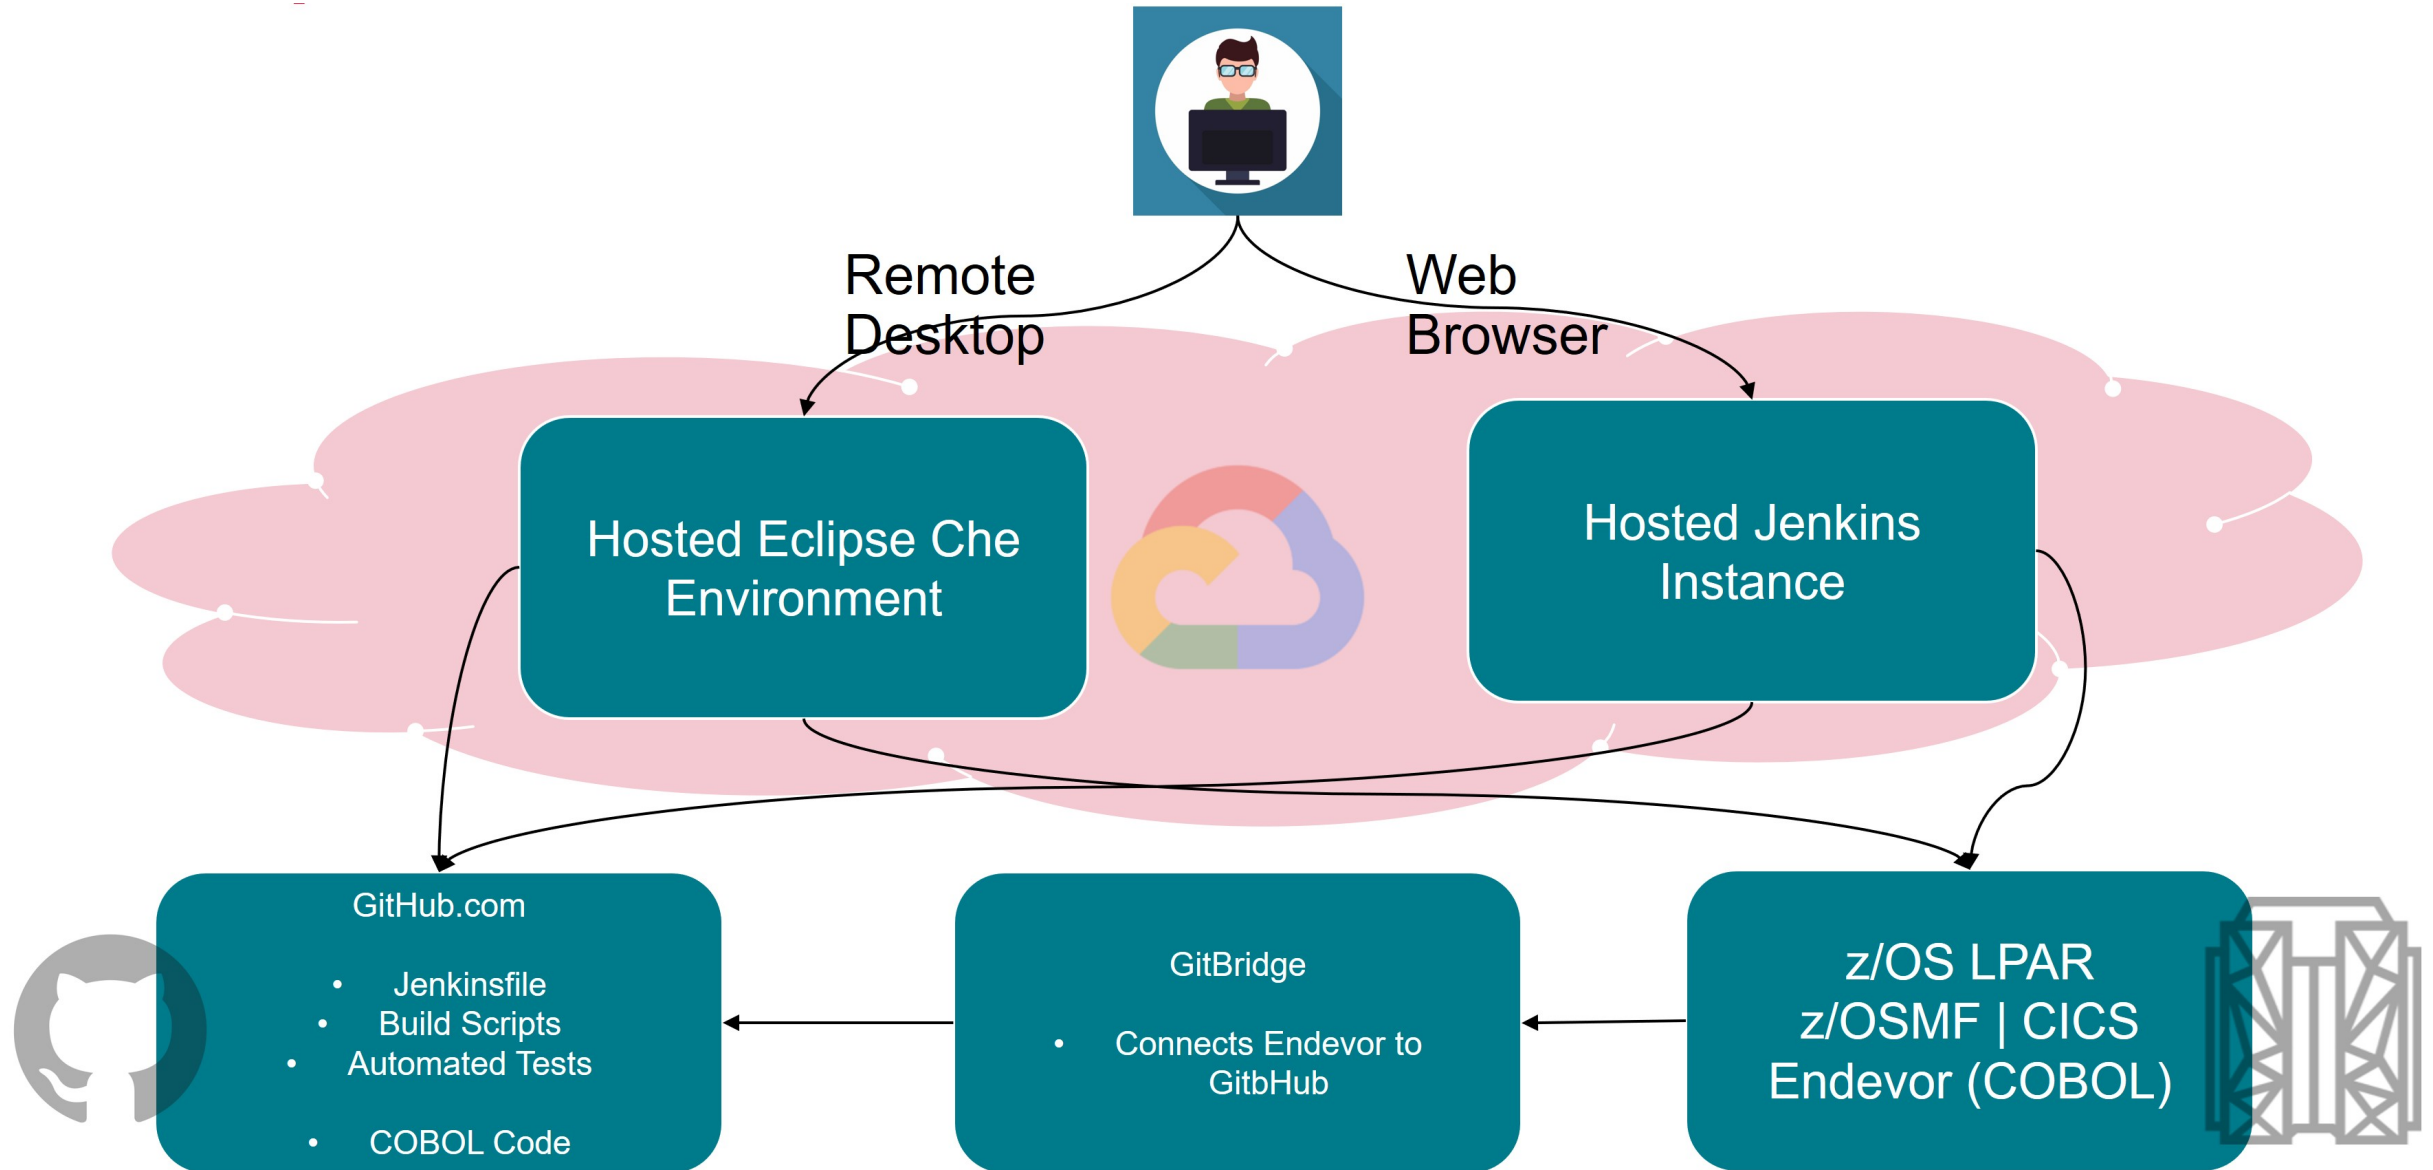 Remote
Desktop
Web
Browser
Hosted Eclipse Che
Environment
Hosted Jenkins
Instance
GitHub.com
• Jenkinsfile
• Build Scripts
• Automated Tests
• COBOL Code
GitBridge
• Connects Endevor to
GitbHub
z/OS LPAR
z/OSMF | CICS
Endevor (COBOL)